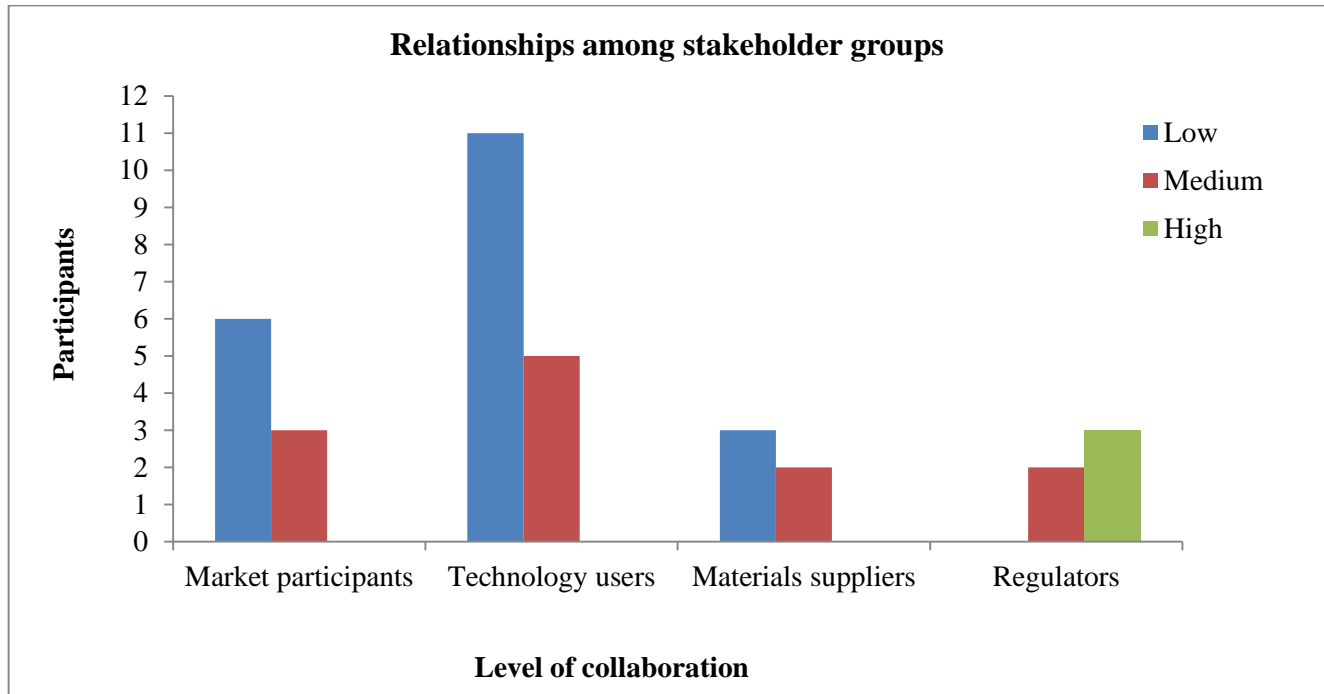 Relationships among stakeholder groups
12
11
10
9
8
7
6
5
4
3
2
1
0
Participants
Low
Medium
High
Market participants Technology users Materials suppliers Regulators
Level of collaboration